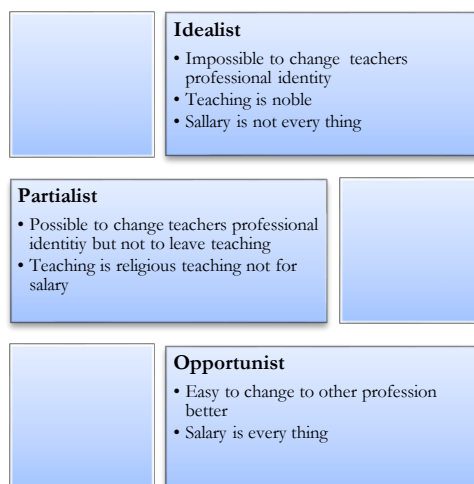 Idealist
• Impossible to change teachers
professional identity
• Teaching is noble
• Sallary is not every thing
Partialist
• Possible to change teachers professional
identitiy but not to leave teaching
• Teaching is religious teaching not for
salary
Opportunist
• Easy to change to other profession
better
• Salary is every thing